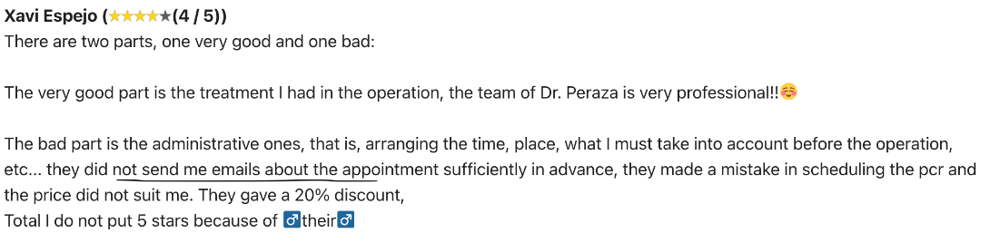 Xavi Espejo (⭐⭐⭐⭐★(4 / 5))
There are two parts, one very good and one bad:
The very good part is the treatment I had in the operation, the team of Dr. Peraza is very professional!!☺️
The bad part is the administrative ones, that is, arranging the time, place, what I must take into account before the operation,
etc... they did not send me emails about the appointment sufficiently in advance, they made a mistake in scheduling the pcr and
the price did not suit me. They gave a 20% discount,
Total I do not put 5 stars because of ♂️their♂️